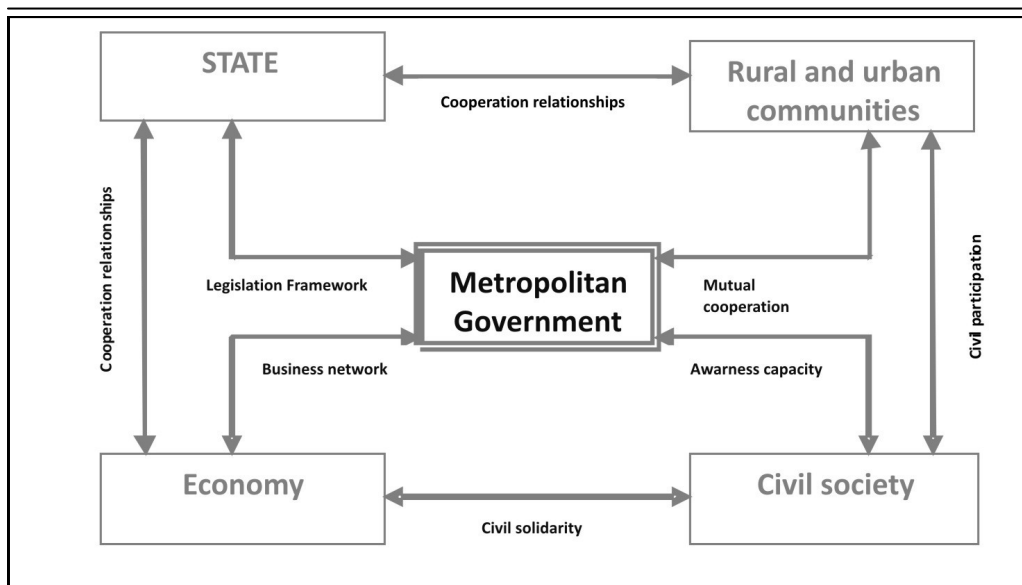 STATE
Rural and urban
communities
Cooperation relationships
Cooperation relationships
Legislation Framework
Metropolitan
Government
Mutual
cooperation
Civil participation
Business network
Awarness capacity
Economy
Civil society
Civil solidarity